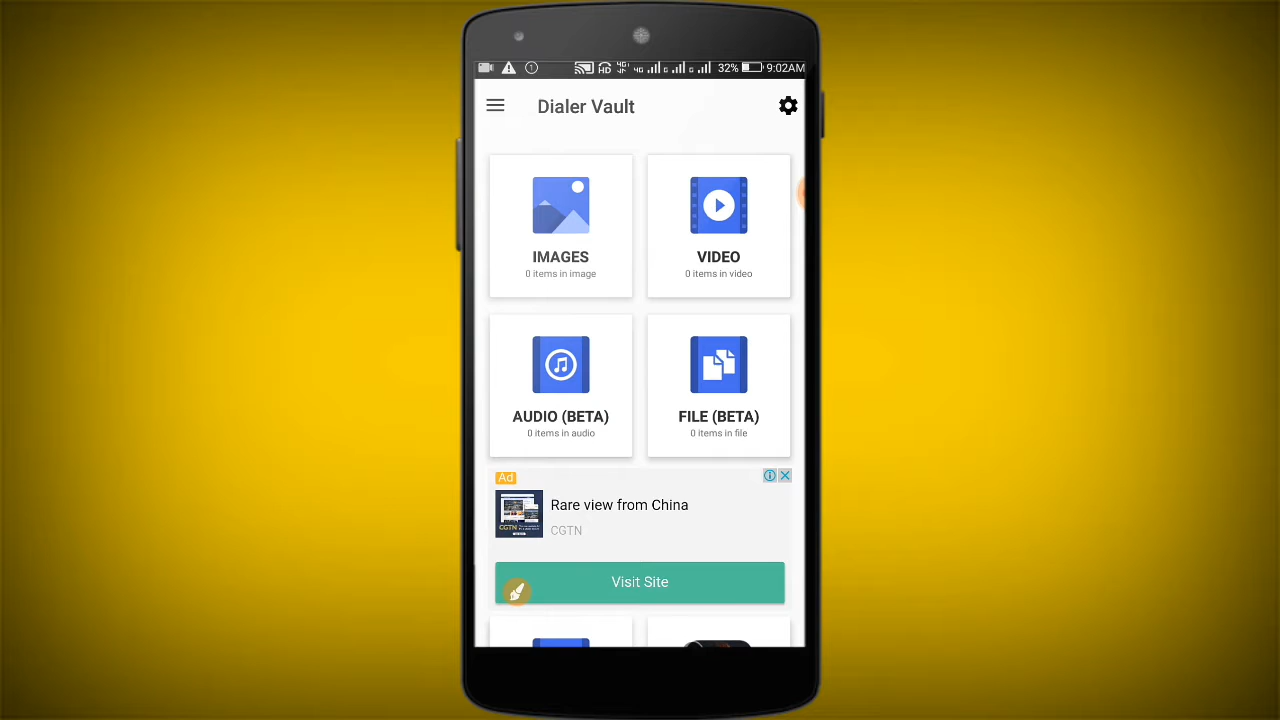 32% 9:02AM
Dialer Vault
IMAGES
0 items in image
VIDEO
0 items in video
AUDIO (BETA)
0 items in audio
FILE (BETA)
0 items in file
Ad
Rare view from China
CGTN
CGTN
Visit Site